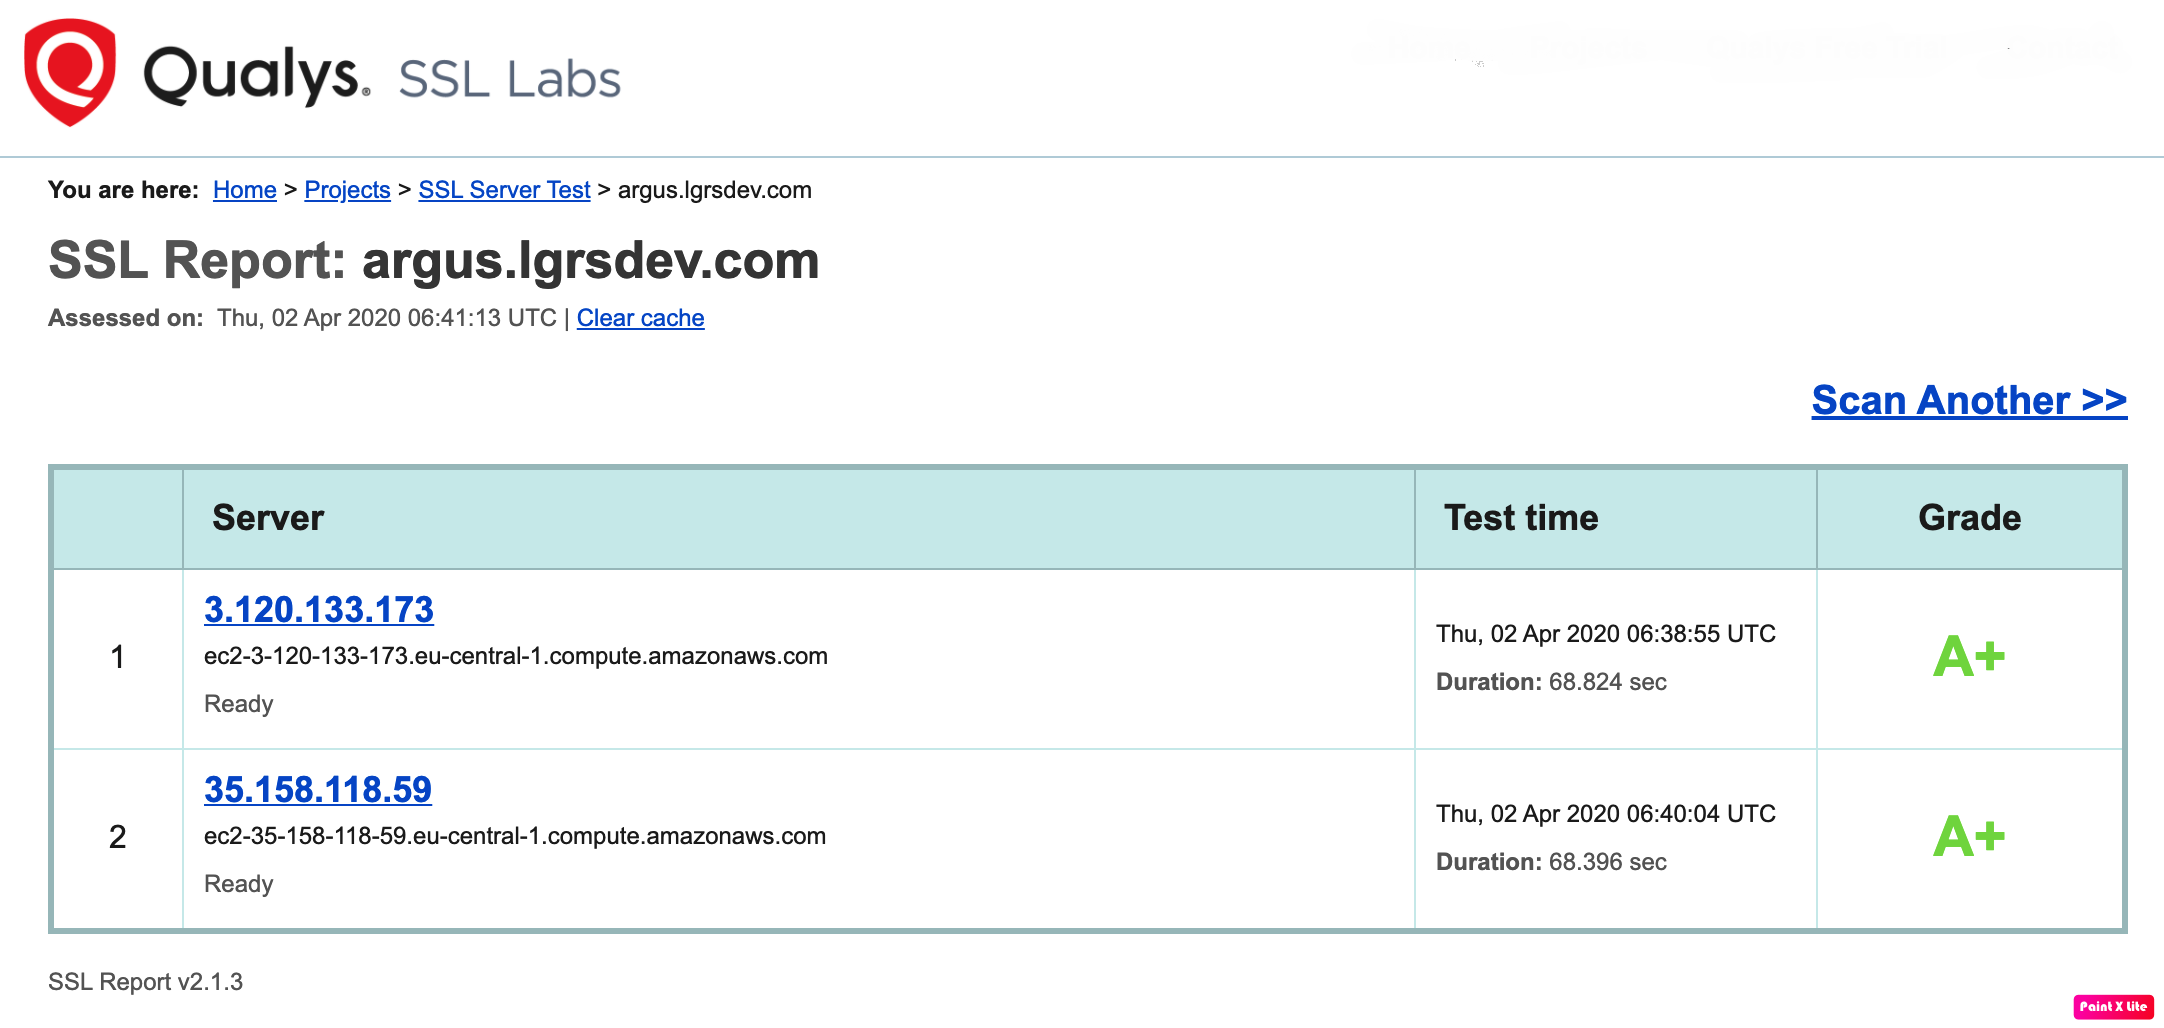 Qualys. SSL Labs
You are here: Home > Projects > SSL Server Test > argus.lgrsdev.com
SSL Report: argus.lgrsdev.com
Assessed on: Thu, 02 Apr 2020 06:41:13 UTC | Clear cache
Scan Another >>
Server Test time Grade
1
3.120.133.173
ec2-3-120-133-173.eu-central-1.compute.amazonaws.com
Ready
Thu, 02 Apr 2020 06:38:55 UTC
Duration: 68.824 sec
A+
2
35.158.118.59
ec2-35-158-118-59.eu-central-1.compute.amazonaws.com
Ready
Thu, 02 Apr 2020 06:40:04 UTC
Duration: 68.396 sec
A+
SSL Report v2.1.3
Paint X Lite